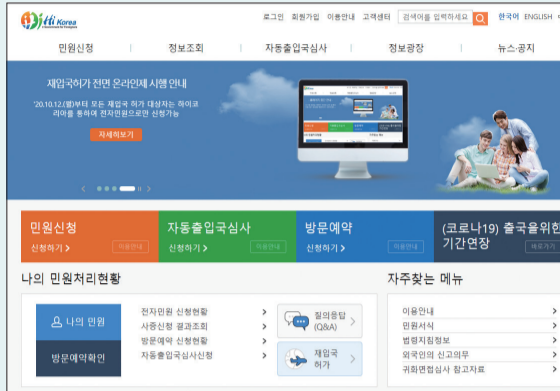 Hi Korea
로그인 회원가입 이용안내 고객센터 검색어를 입력하세요 한국어 ENGLISH
민원신청 정보조회 자동출입국심사 정보광장 뉴스·공지
재입국허가 전면 온라인제 시행 안내
'20.10.12.(월)부터 모든 재입국 허가 대상자는 하이코
리아를 통하여 전자민원으로만 신청가능
자세히보기
민원신청
신청하기 >
이용안내
자동출입국심사
신청하기 >
이용안내
방문예약
신청하기 >
이용안내
(코로나19) 출국을위한
기간연장
바로가기
나의 민원처리현황
나의 민원
방문예약확인
전자민원 신청현황 >
사증신청 결과조회 >
방문예약 신청현황 >
자동출입국심사신청 >
질의응답
(Q&A) >
재입국
허가 >
자주찾는 메뉴
이용안내 >
민원서식 >
법령지침정보 >
외국인의 신고의무 >
귀화면접심사 참고자료 >